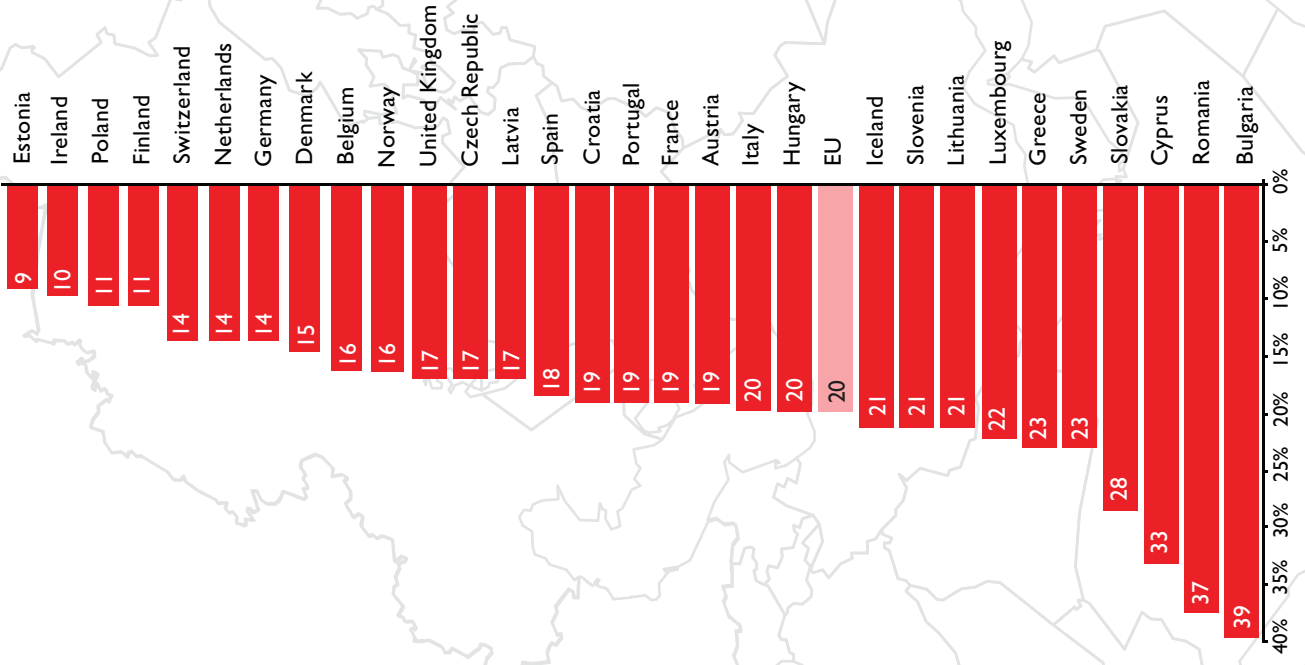 9 Estonia
10 Ireland
11 Poland
11 Finland
14 Switzerland
14 Netherlands
14 Germany
15 Denmark
16 Belgium
16 Norway
17 United Kingdom
17 Czech Republic
17 Latvia
18 Spain
19 Croatia
19 Portugal
19 France
19 Austria
20 Italy
20 Hungary
20 EU
21 Iceland
21 Slovenia
21 Lithuania
22 Luxembourg
23 Greece
23 Sweden
28 Slovakia
33 Cyprus
37 Romania
39 Bulgaria
40% 35% 30% 25% 20% 15% 10% 5% 0%